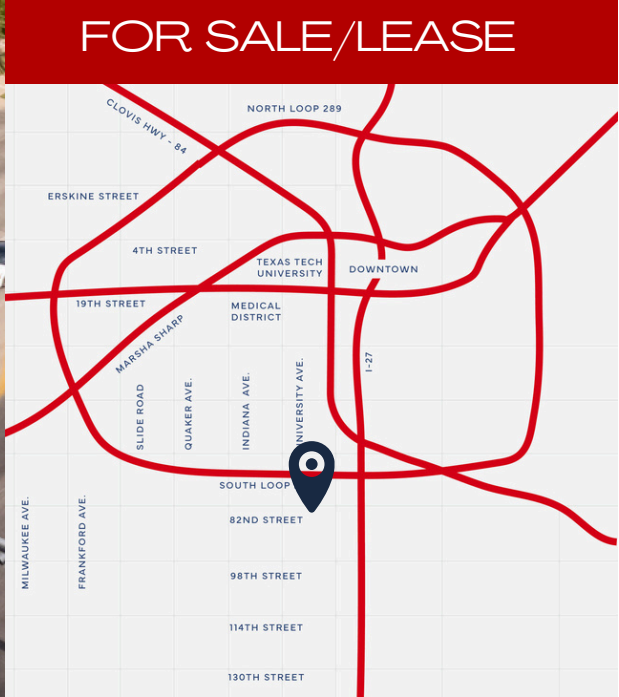 FOR SALE/LEASE
NORTH LOOP 289
CLOVIS HWY - 84
ERSKINE STREET
4TH STREET
TEXAS TECH
UNIVERSITY
DOWNTOWN
19TH STREET
MEDICAL
DISTRICT
MARSHA SHARP
I-27
SLIDE ROAD
QUAKER AVE.
INDIANA AVE.
NIVERSITY AVE.
SOUTH LOOP
MILWAUKEE AVE.
FRANKFORD AVE.
82ND STREET
98TH STREET
114TH STREET
130TH STREET